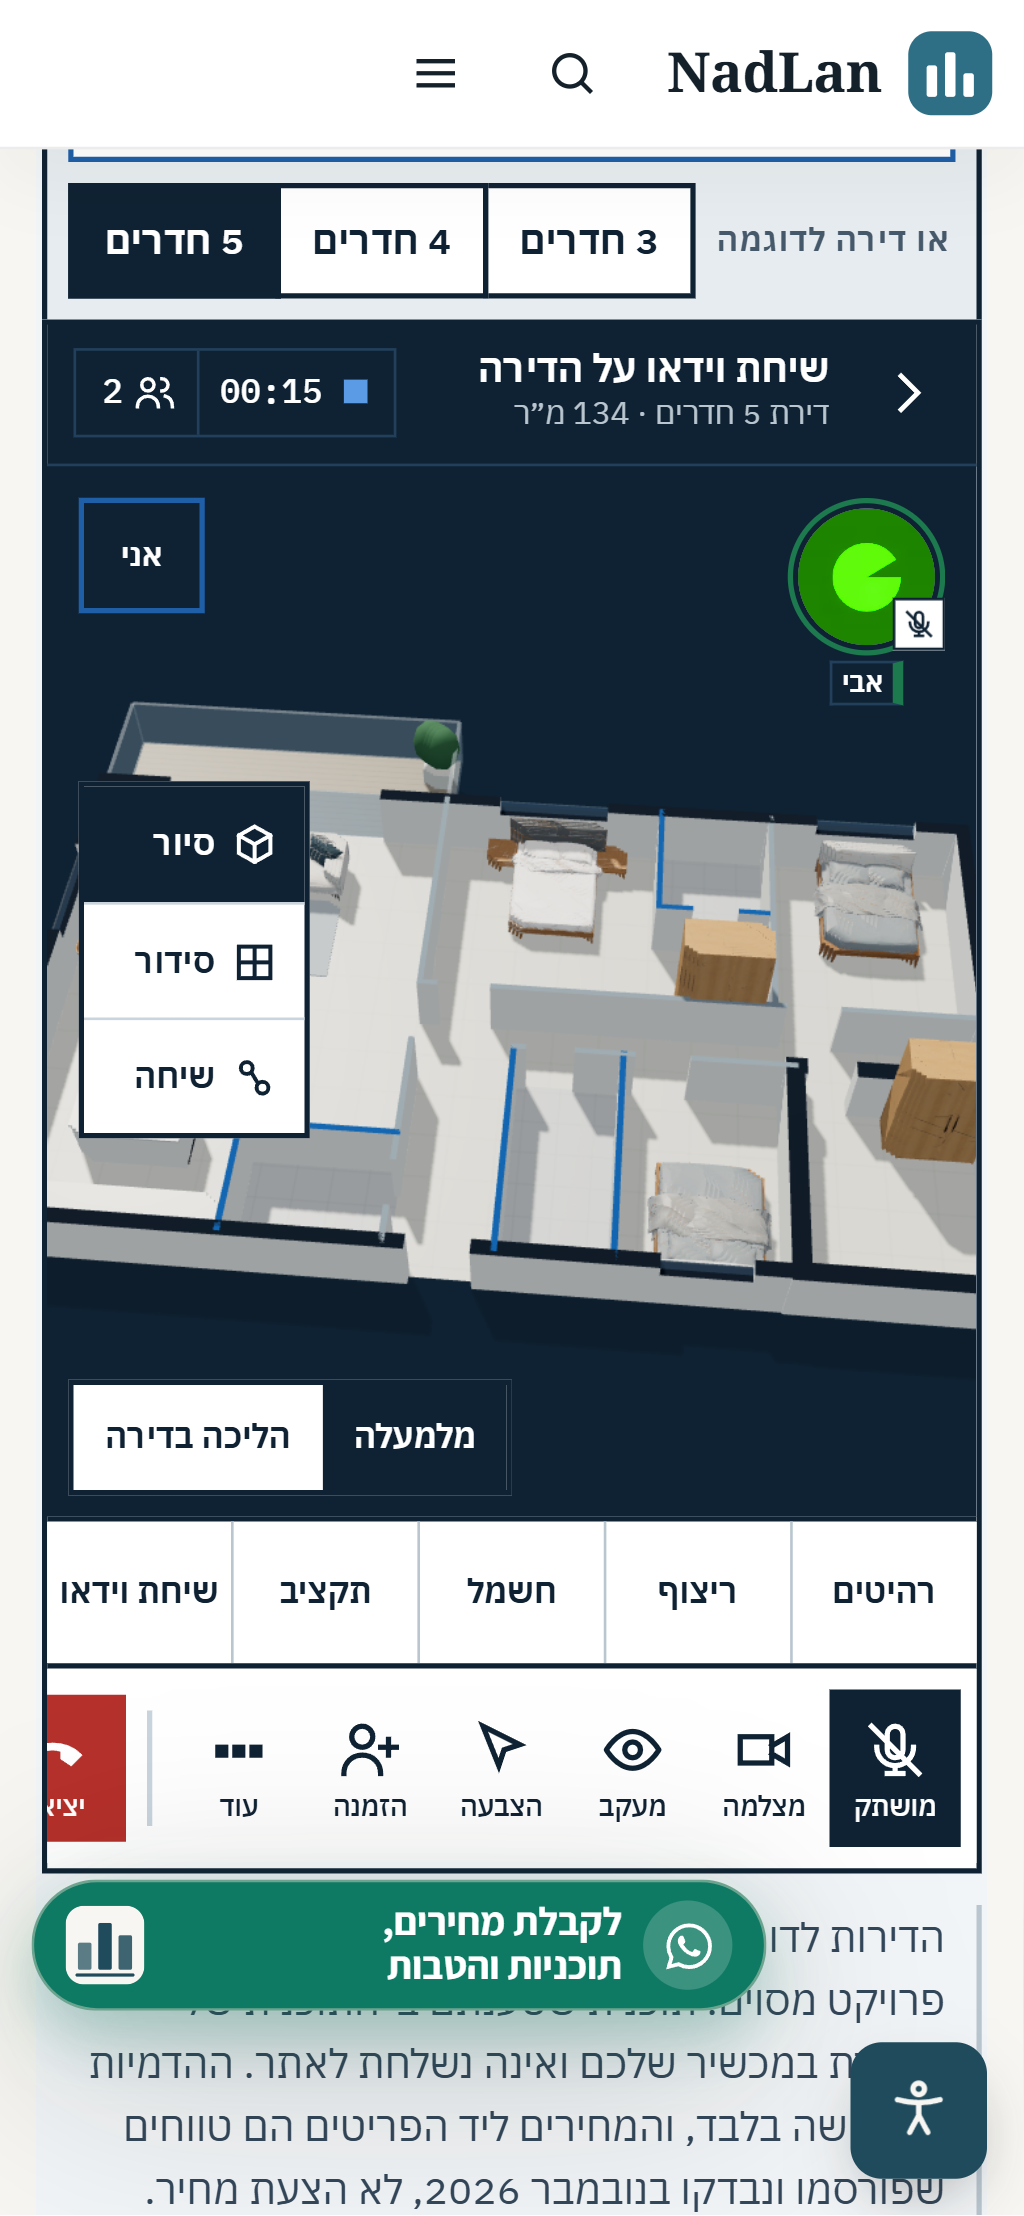 NadLan
או דירה לדוגמה
3 חדרים
4 חדרים
5 חדרים
שיחת וידאו על הדירה
דירת 5 חדרים · 134 מ״ר
00:15
2
אני
אבי
סיור
סידור
שיחה
מלמעלה
הליכה בדירה
רהיטים
ריצוף
חשמל
תקציב
שיחת וידאו
מושתק
מצלמה
מעקב
הצבעה
הזמנה
עוד
לקבלת מחירים,
תוכניות והטבות
פרויקט מסוים.
במכשיר שלכם ואינה נשלחת לאתר. ההדמיות
בלבד, והמחירים ליד הפריטים הם טווחים
שפורסמו ונבדקו בנובמבר 2026, לא הצעת מחיר.